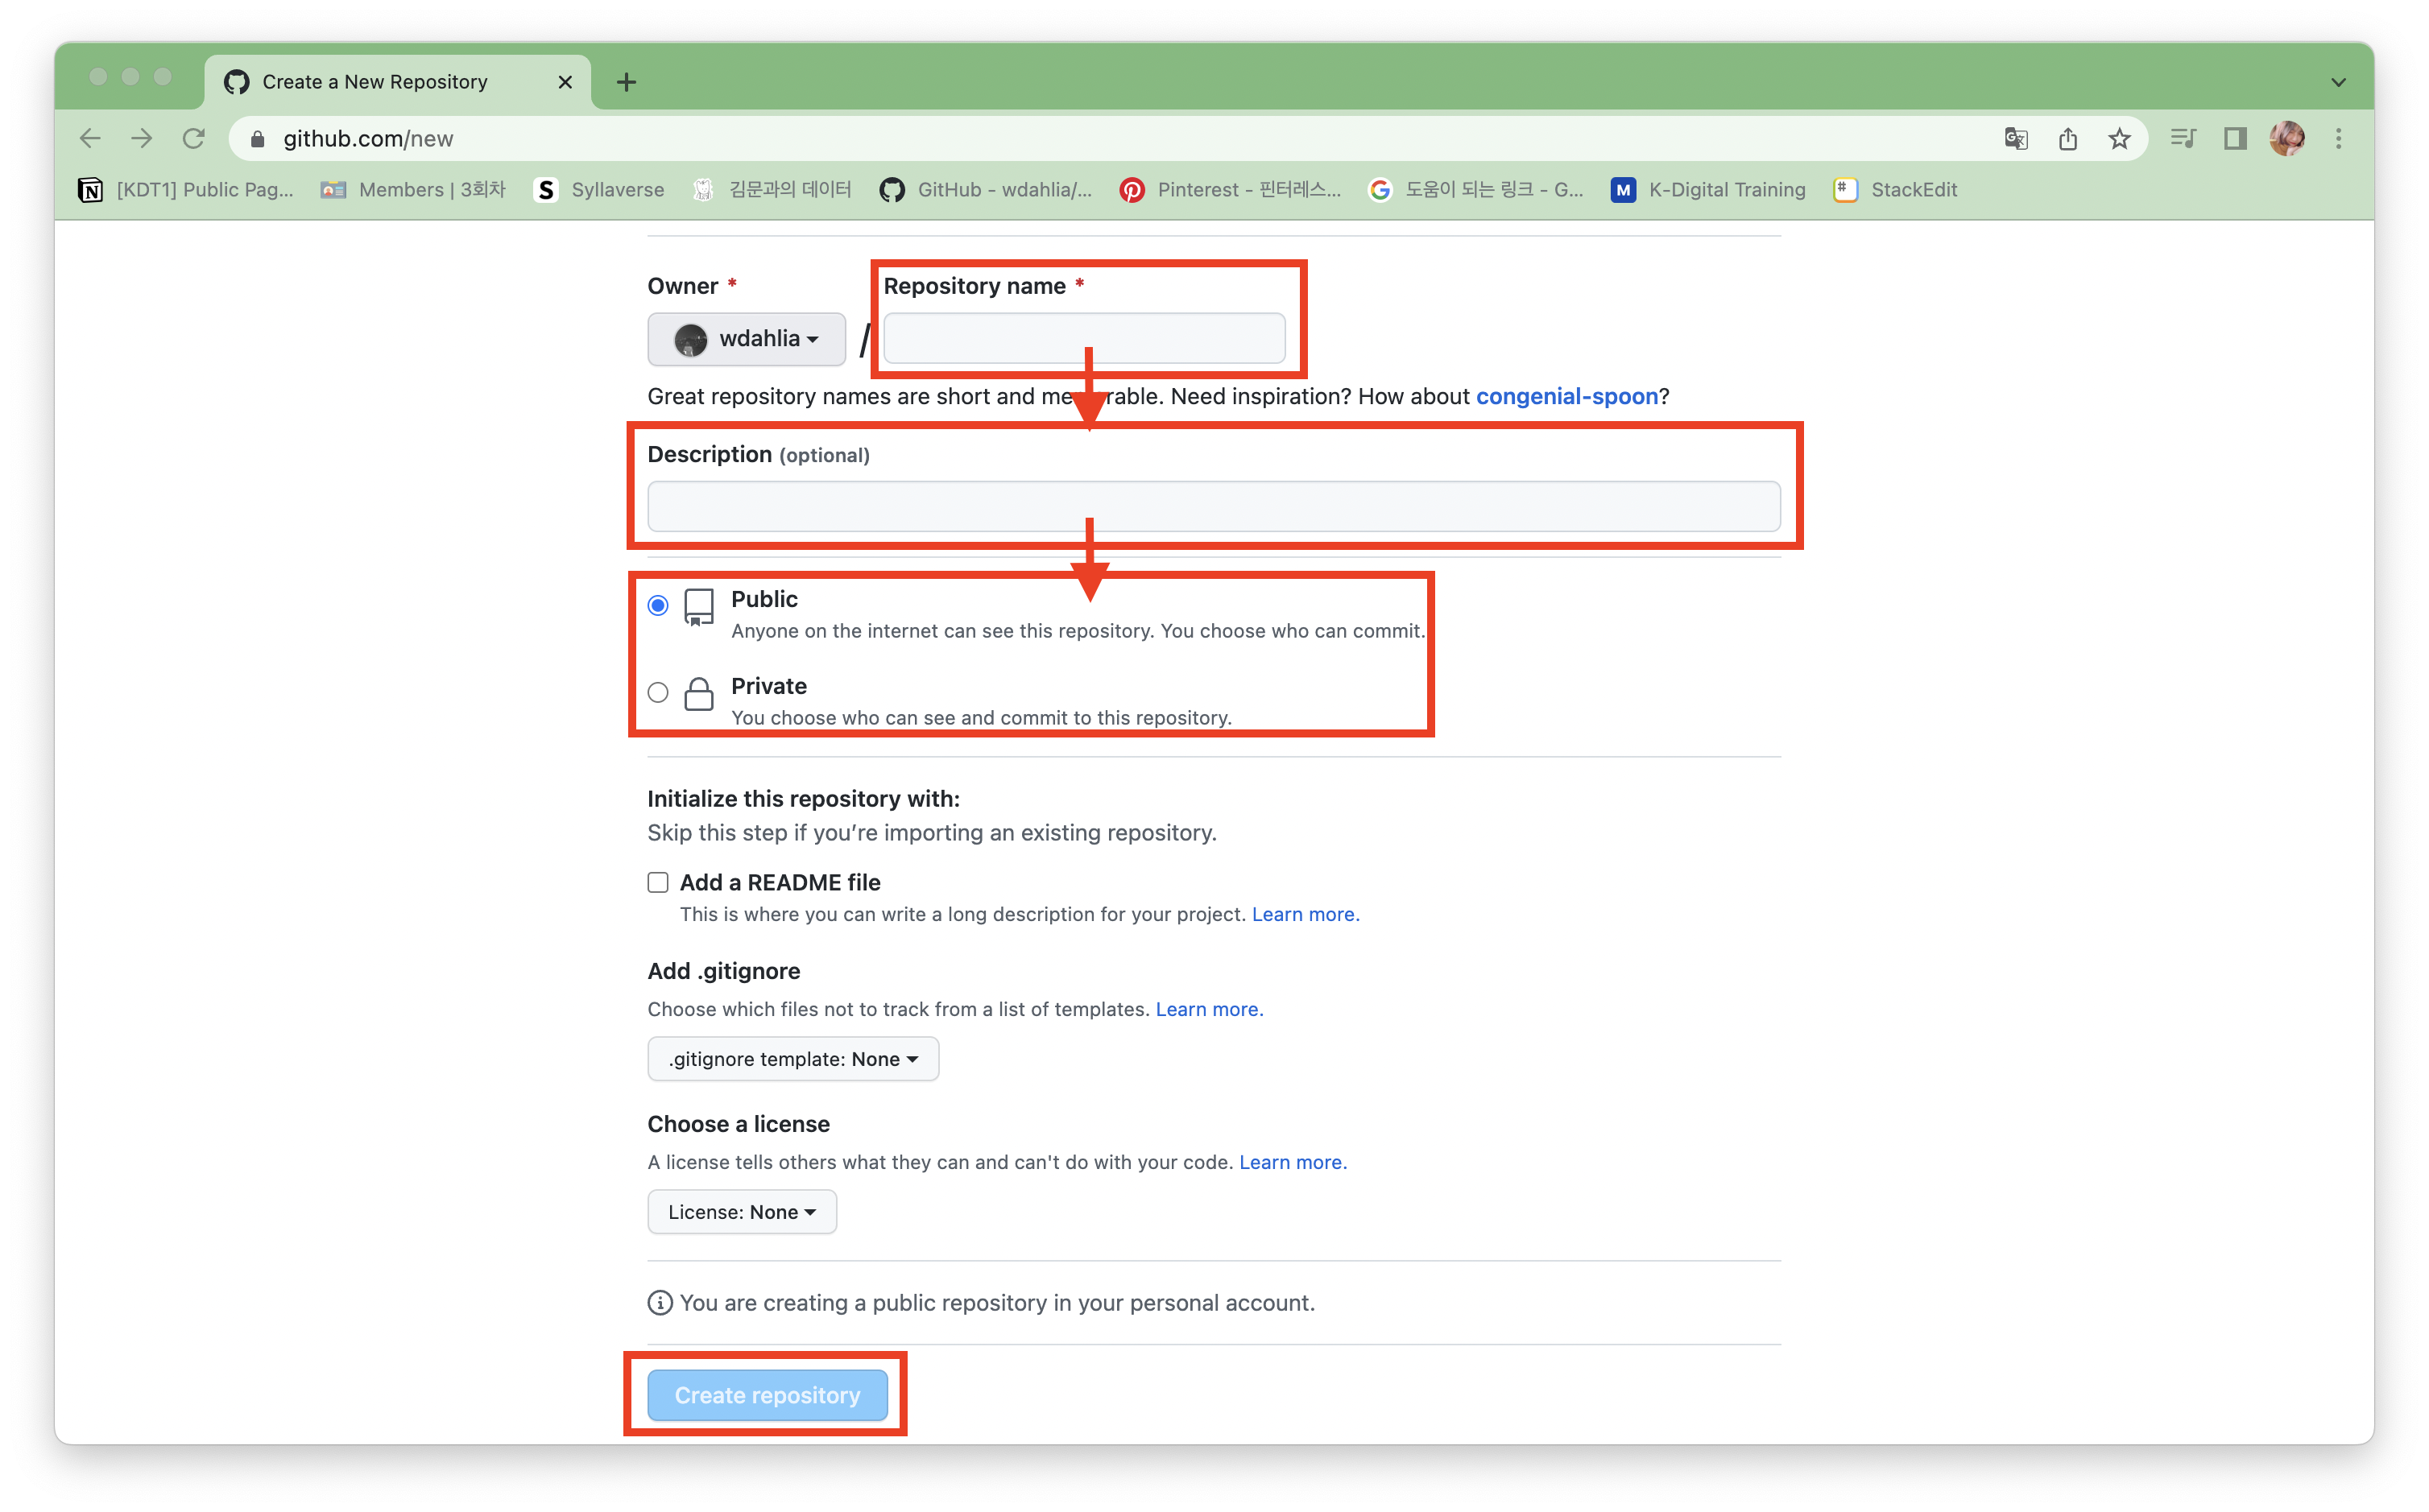 Create a New Repository
github.com/new
[KDT1] Public Pag...
Members | 3회차
Syllaverse
김문과의 데이터
GitHub - wdahlia/...
Pinterest - 핀터레스...
도움이 되는 링크 - G...
K-Digital Training
StackEdit
Owner *
Repository name *
wdahlia /
Great repository names are short and me rable. Need inspiration? How about congenial-spoon?
Description (optional)
Public
Anyone on the internet can see this repository. You choose who can commit.
Private
You choose who can see and commit to this repository.
Initialize this repository with:
Skip this step if you’re importing an existing repository.
Add a README file
This is where you can write a long description for your project. Learn more.
Add .gitignore
Choose which files not to track from a list of templates. Learn more.
.gitignore template: None
Choose a license
A license tells others what they can and can't do with your code. Learn more.
License: None
You are creating a public repository in your personal account.
Create repository